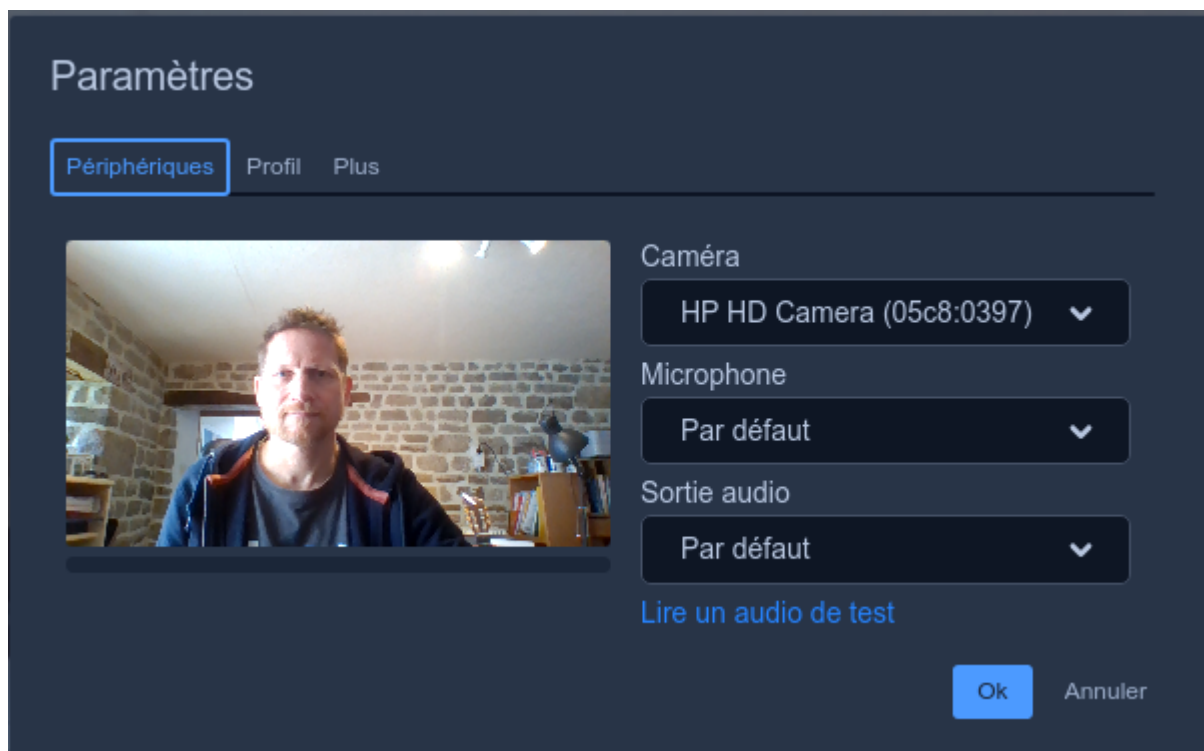 Paramètres
Périphériques Profil Plus
Caméra
HP HD Camera (05c8:0397)
Microphone
Par défaut
Sortie audio
Par défaut
Lire un audio de test
Ok Annuler